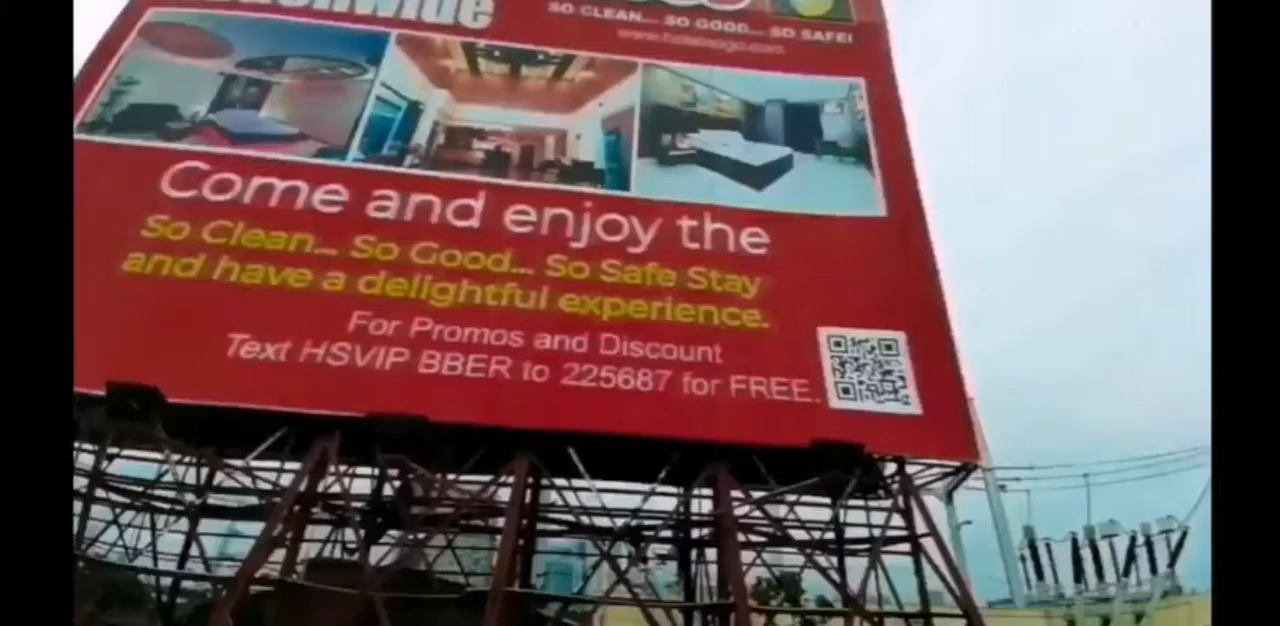 SO CLEAN... SO GOOD... SO SAFE!
Come and enjoy the
So Clean... So Good... So Safe Stay
and have a delightful experience.
For Promos and Discount
Text HSVIP BBER to 225687 for FREE.